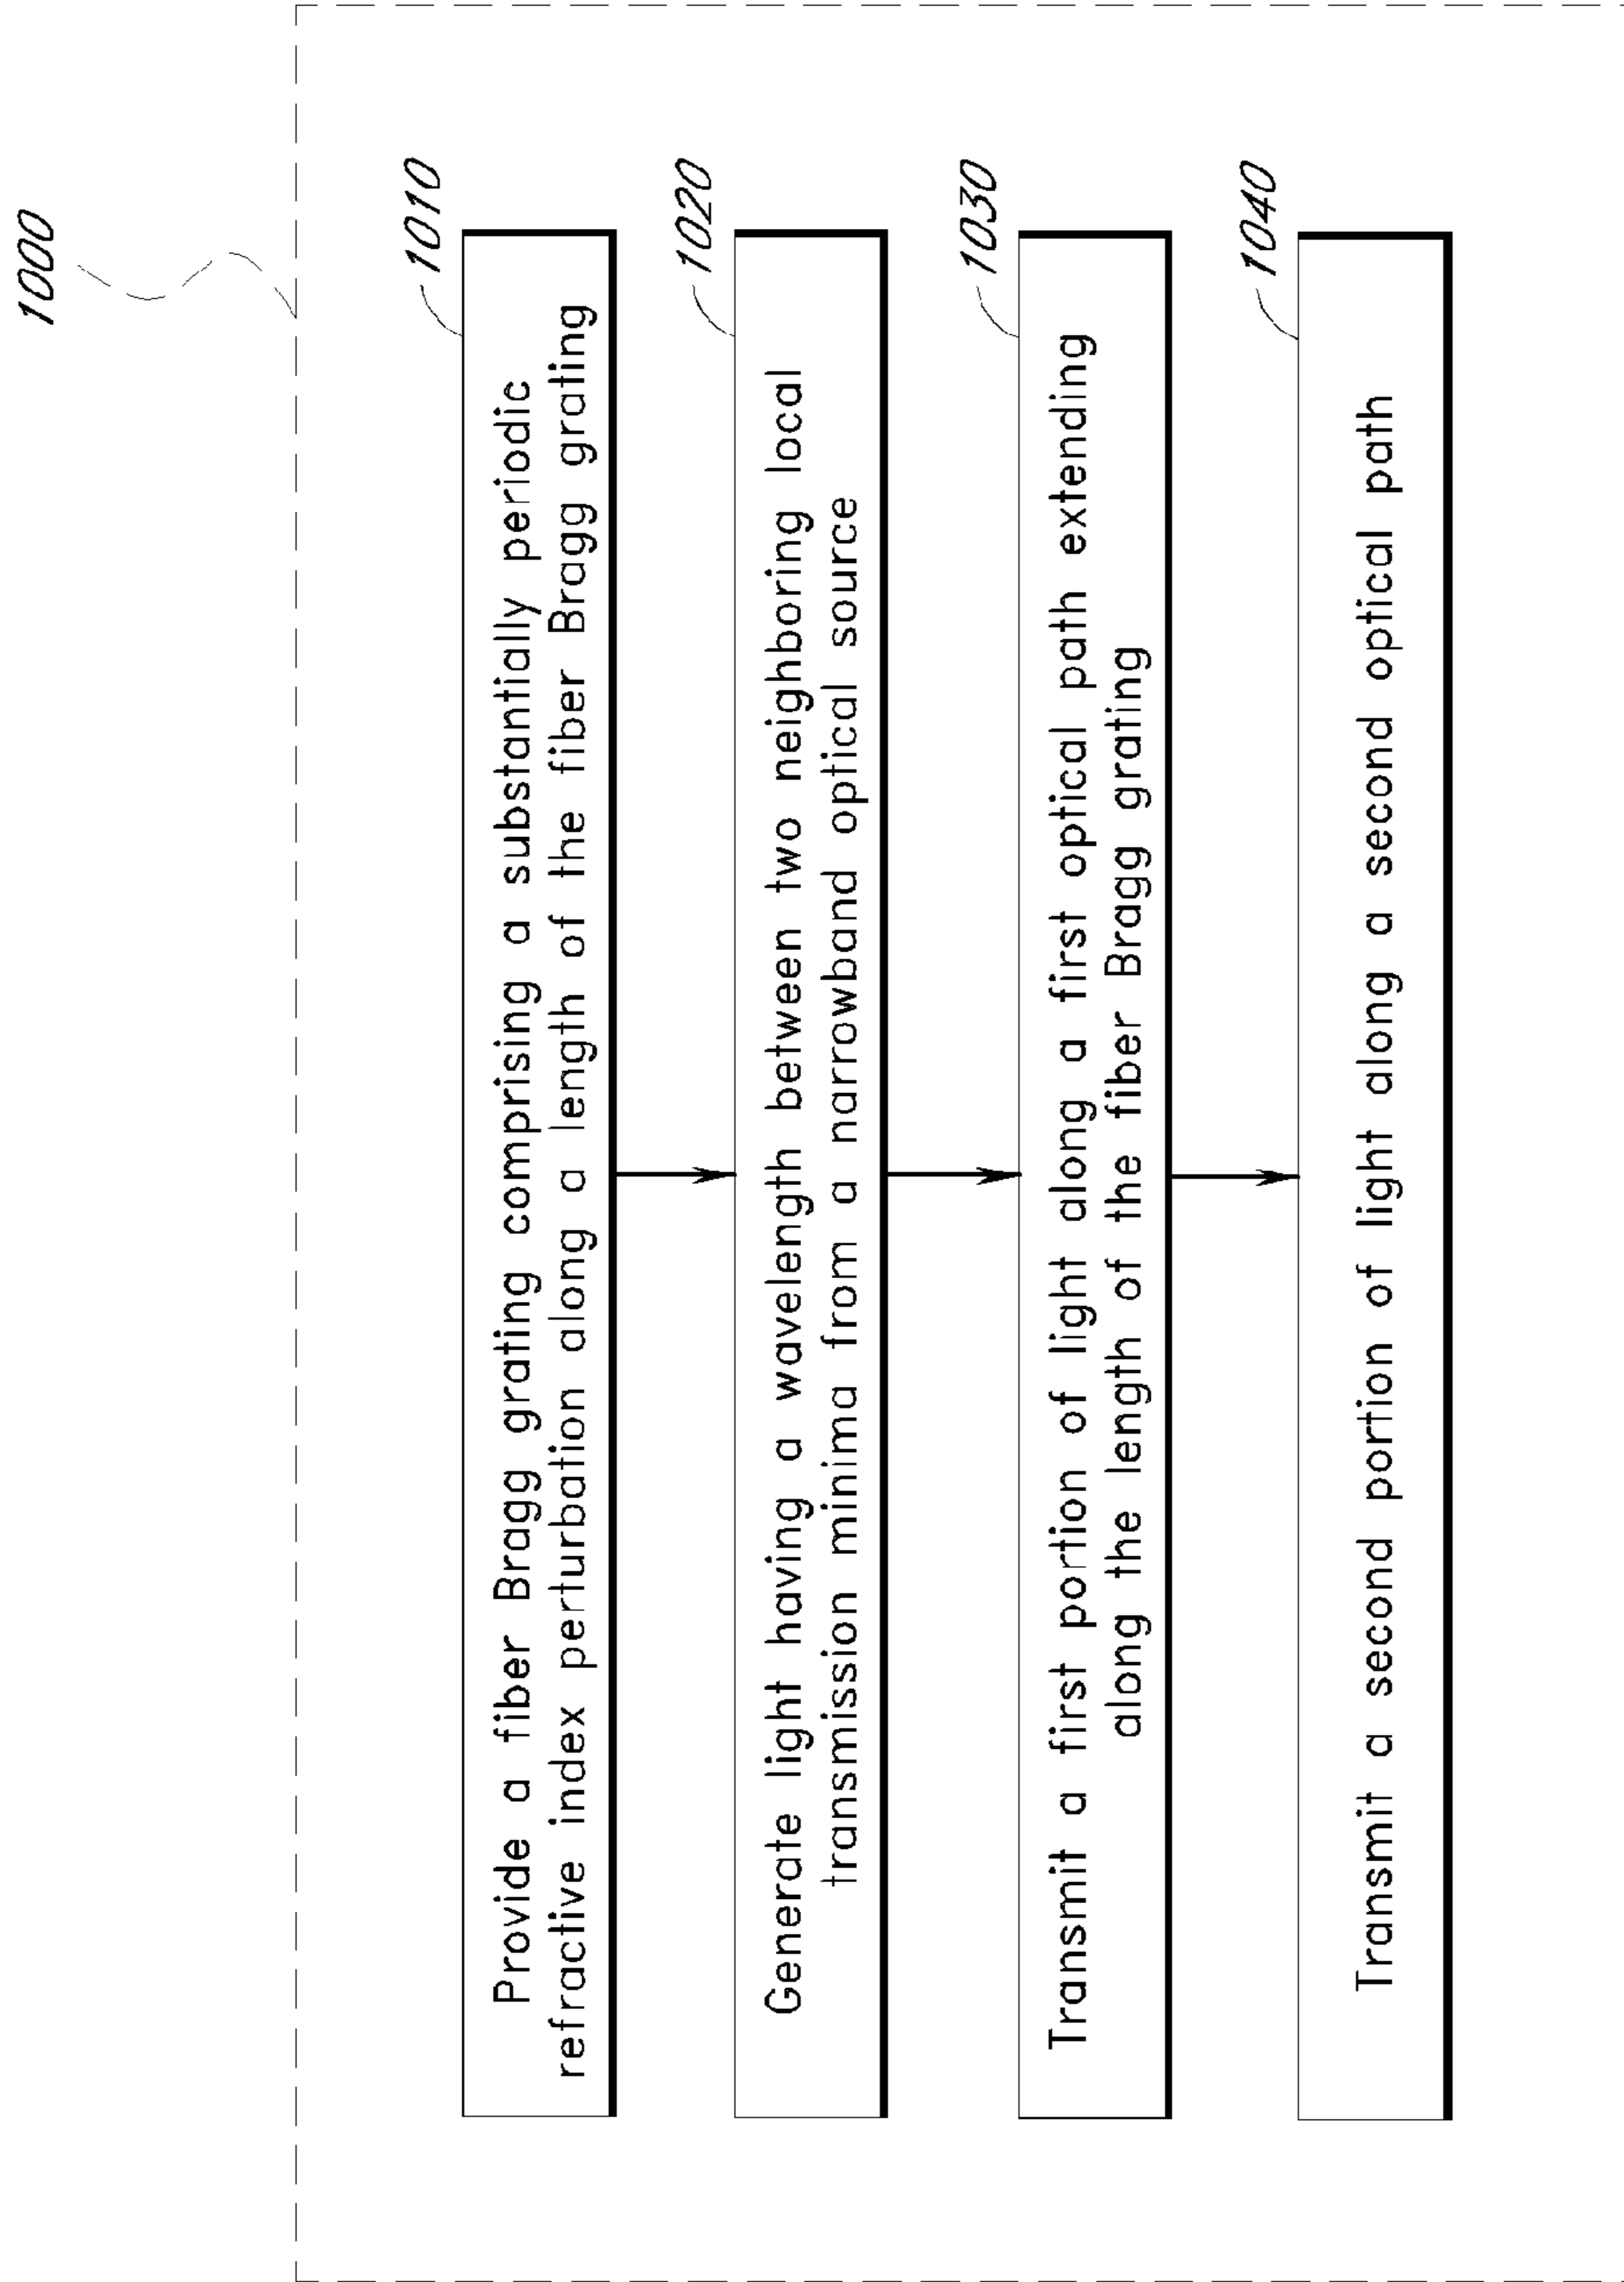 1000
1010
Provide a fiber Bragg grating comprising a substantially periodic
refractive index perturbation along a length of the fiber Bragg grating
1020
Generate light having a wavelength between two neighboring local
transmission minima from a narrowband optical source
1030
Transmit a first portion of light along a first optical path extending
along the length of the fiber Bragg grating
1040
Transmit a second portion of light along a second optical path